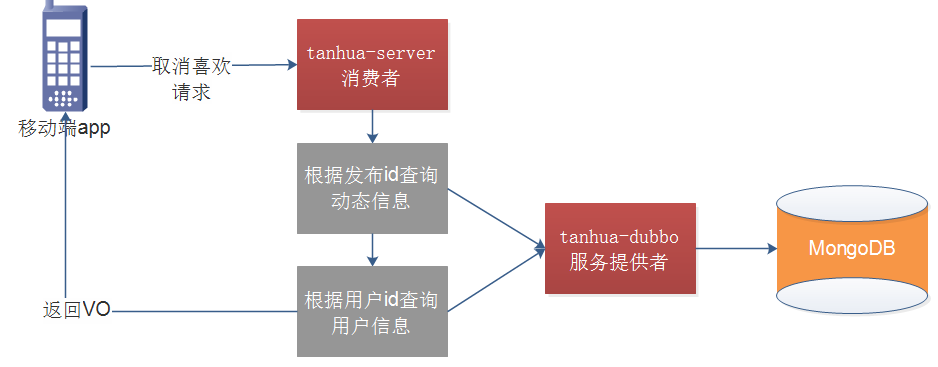 tanhua-server
消费者
取消喜欢
请求
移动端app
根据发布id查询
动态信息
tanhua-dubbo
服务提供者
MongoDB
根据用户id查询
用户信息
返回VO